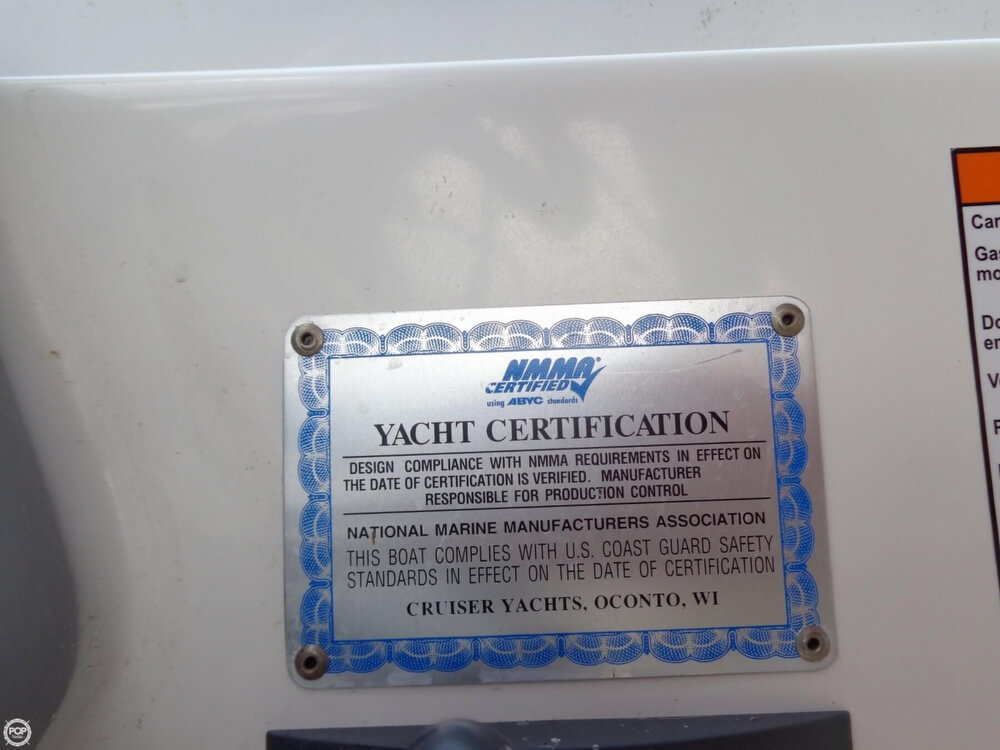 NMMA
CERTIFIED
using ABYC standards
YACHT CERTIFICATION
DESIGN COMPLIANCE WITH NMMA REQUIREMENTS IN EFFECT ON
THE DATE OF CERTIFICATION IS VERIFIED. MANUFACTURER
RESPONSIBLE FOR PRODUCTION CONTROL
NATIONAL MARINE MANUFACTURERS ASSOCIATION
THIS BOAT COMPLIES WITH U.S. COAST GUARD SAFETY
STANDARDS IN EFFECT ON THE DATE OF CERTIFICATION
CRUISER YACHTS, OCONTO, WI
POP